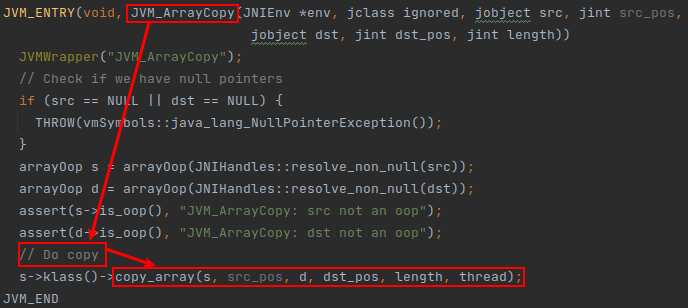 JVM_ENTRY(void, JVM_ArrayCopy(JNIEnv *env, jclass ignored, jobject src, jint src_pos,
jobject dst, jint dst_pos, jint length))
JVMWrapper("JVM_ArrayCopy");
// Check if we have null pointers
if (src == NULL || dst == NULL) {
THROW(vmSymbols::java_lang_NullPointerException());
}
arrayOop s = arrayOop(JNIHandles::resolve_non_null(src));
arrayOop d = arrayOop(JNIHandles::resolve_non_null(dst));
assert(s->is_oop(), "JVM_ArrayCopy: src not an oop");
assert(d->is_oop(), "JVM_ArrayCopy: dst not an oop");
// Do copy
s->klass()->copy_array(s, src_pos, d, dst_pos, length, thread);
JVM_END